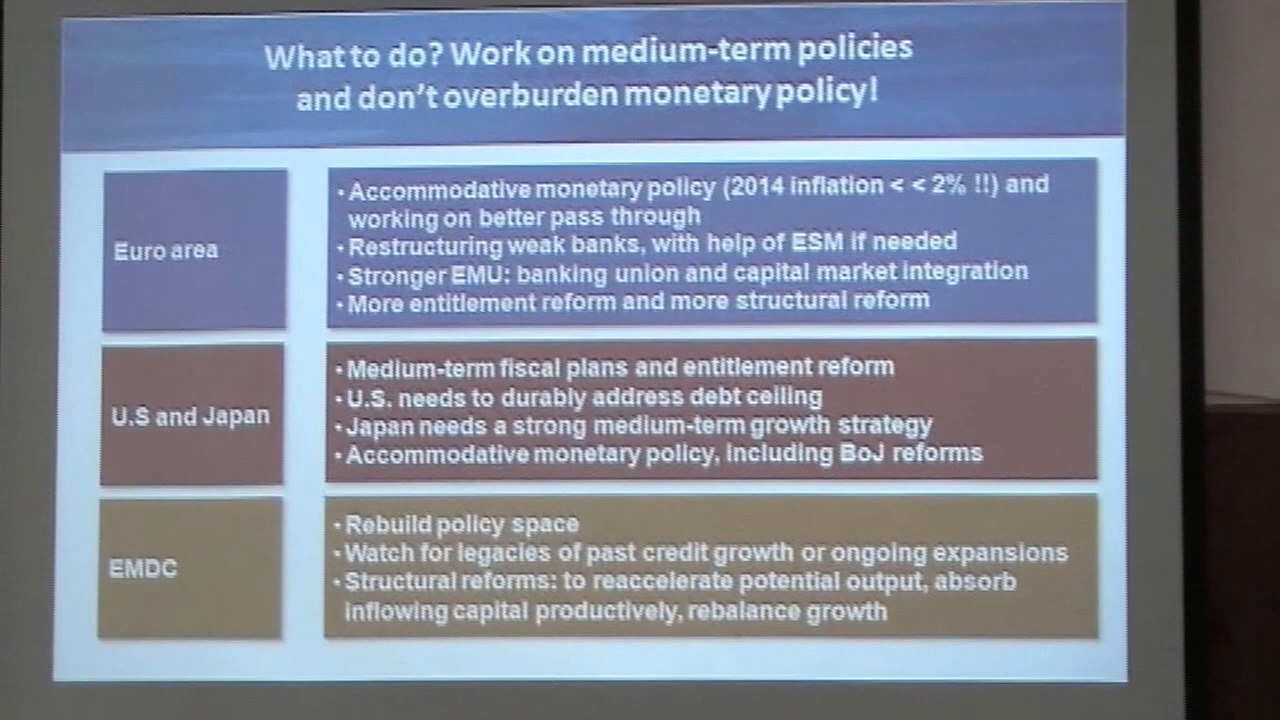 What to do? Work on medium-term policies
and don't overburden monetary policy!
Euro area
• Accommodative monetary policy (2014 inflation < < 2% !!) and
working on better pass through
• Restructuring weak banks, with help of ESM if needed
• Stronger EMU: banking union and capital market integration
• More entitlement reform and more structural reform
U.S and Japan
• Medium-term fiscal plans and entitlement reform
• U.S. needs to durably address debt ceiling
• Japan needs a strong medium-term growth strategy
• Accommodative monetary policy, including BoJ reforms
EMDC
• Rebuild policy space
• Watch for legacies of past credit growth or ongoing expansions
• Structural reforms: to reaccelerate potential output, absorb
inflowing capital productively, rebalance growth